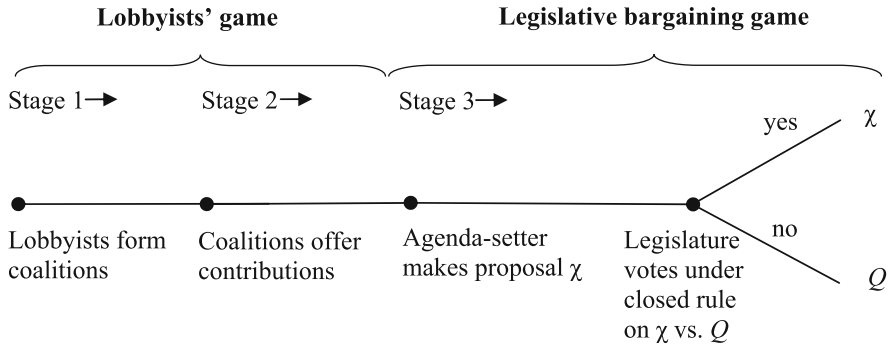 Lobbyists' game
Legislative bargaining game
Stage 1
Stage 2
Stage 3
yes
χ
no
Q
Lobbyists form
coalitions
Coalitions offer
contributions
Agenda-setter
makes proposal χ
Legislature
votes under
closed rule
on χ vs. Q